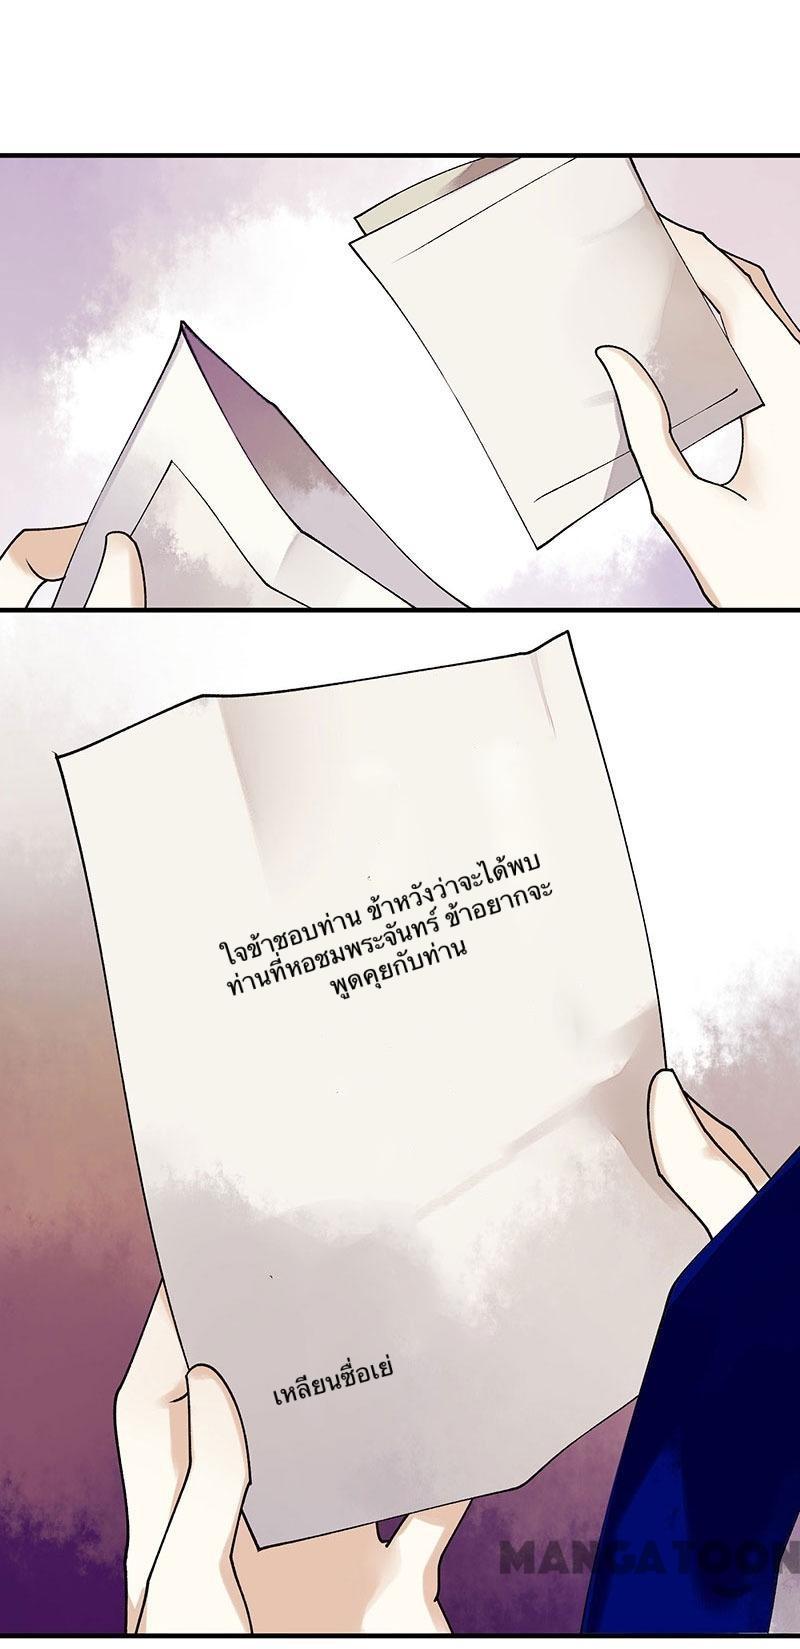 ใจข้าชอบท่าน ข้าหวังว่าจะได้พบ
ท่านที่หอชมพระจันทร์ ข้าอยากจะ
พูดคุยกับท่าน
เหลียนซื่อเย่
MANGATOON